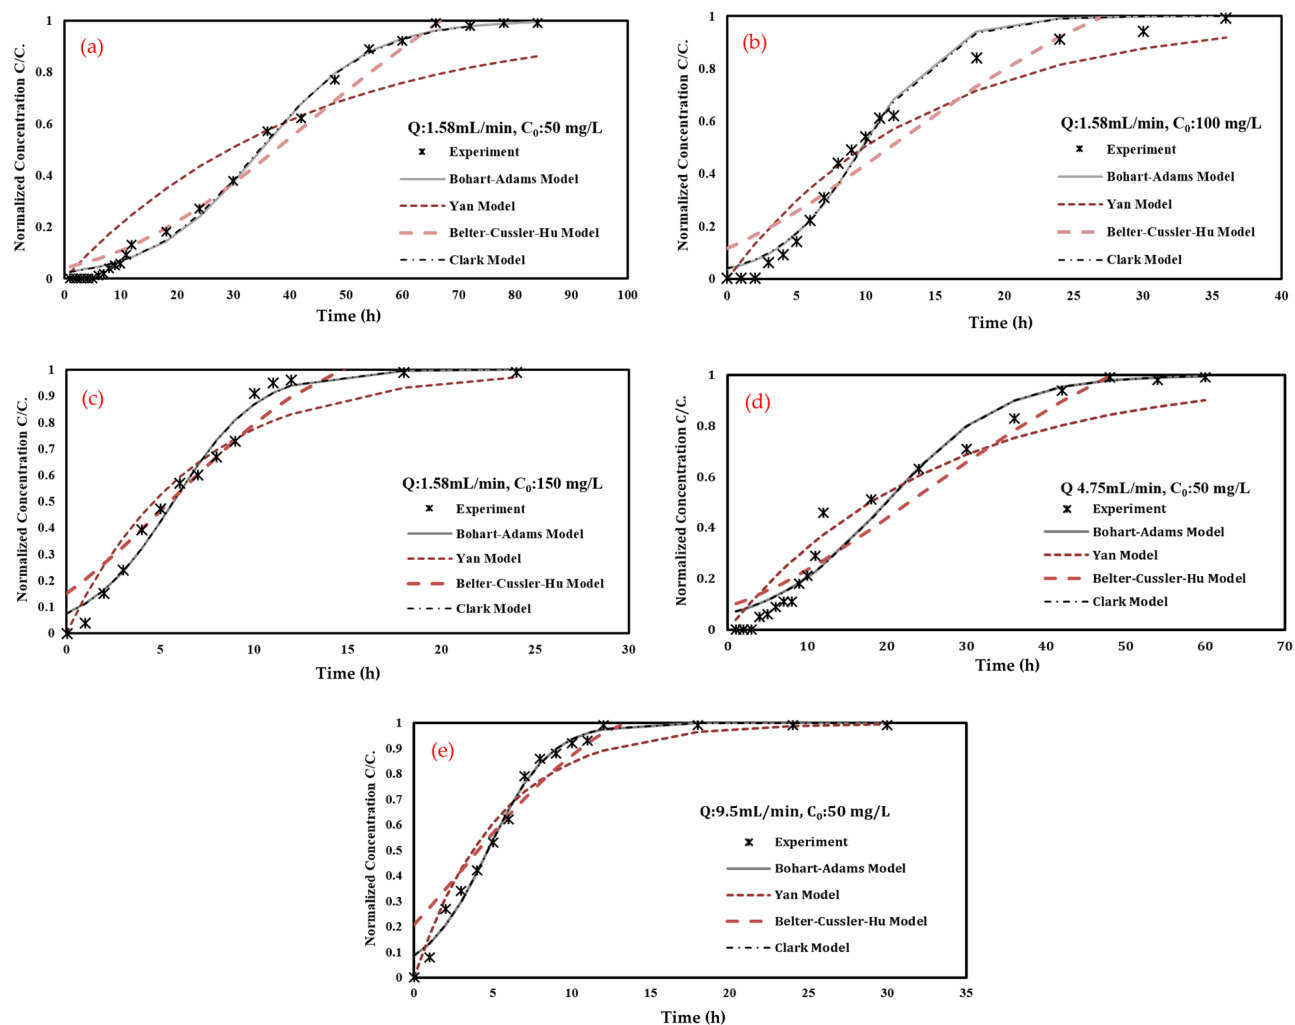 (a)
Normalized Concentration C/C.
1
0.8
0.6
0.4
0.2
0
0 10 20 30 40 50 60 70 80 90 100
Time (h)
Q:1.58mL/min, C0:50 mg/L
Experiment
Bohart-Adams Model
Yan Model
Belter-Cussler-Hu Model
Clark Model
(b)
Normalized Concentration C/C.
1
0.8
0.6
0.4
0.2
0
0 5 10 15 20 25 30 35 40
Time (h)
Q:1.58mL/min, C0:100 mg/L
Experiment
Bohart-Adams Model
Yan Model
Belter-Cussler-Hu Model
Clark Model
(c)
Normalized Concentration C/C.
1
0.9
0.8
0.7
0.6
0.5
0.4
0.3
0.2
0.1
0
0 5 10 15 20 25 30
Time (h)
Q:1.58mL/min, C0:150 mg/L
Experiment
Bohart-Adams Model
Yan Model
Belter-Cussler-Hu Model
Clark Model
(d)
Normalized Concentration C/C.
1
0.8
0.6
0.4
0.2
0
0 10 20 30 40 50 60 70
Time (h)
Q 4.75mL/min, C0:50 mg/L
Experiment
Bohart-Adams Model
Yan Model
Belter-Cussler-Hu Model
Clark Model
(e)
Normalized Concentration C/C.
1
0.9
0.8
0.7
0.6
0.5
0.4
0.3
0.2
0.1
0
0 5 10 15 20 25 30 35
Time (h)
Q:9.5mL/min, C0:50 mg/L
Experiment
Bohart-Adams Model
Yan Model
Belter-Cussler-Hu Model
Clark Model